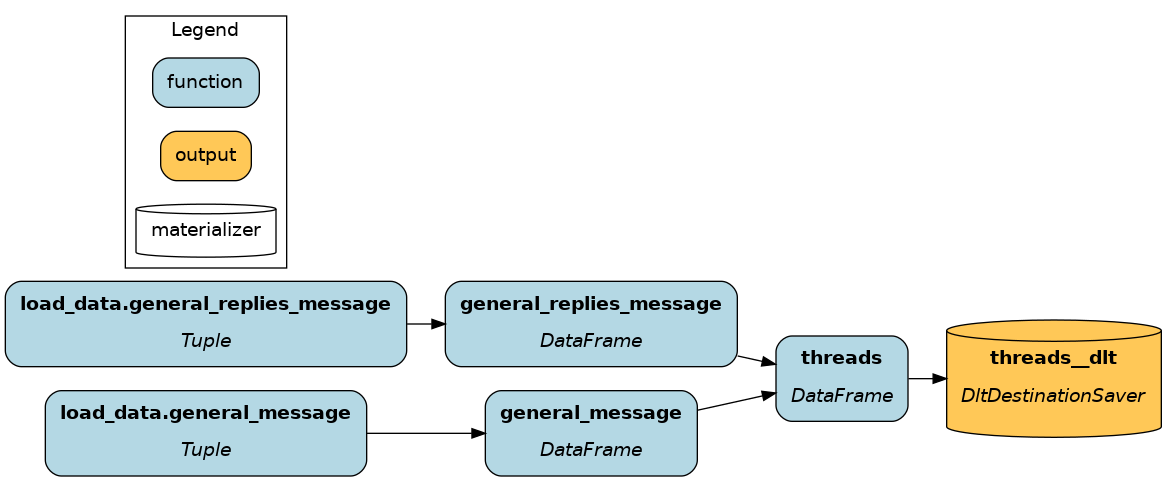 Legend
function
output
materializer
load_data.general_replies_message
Tuple
general_replies_message
DataFrame
load_data.general_message
Tuple
general_message
DataFrame
threads
DataFrame
threads__dlt
DltDestinationSaver